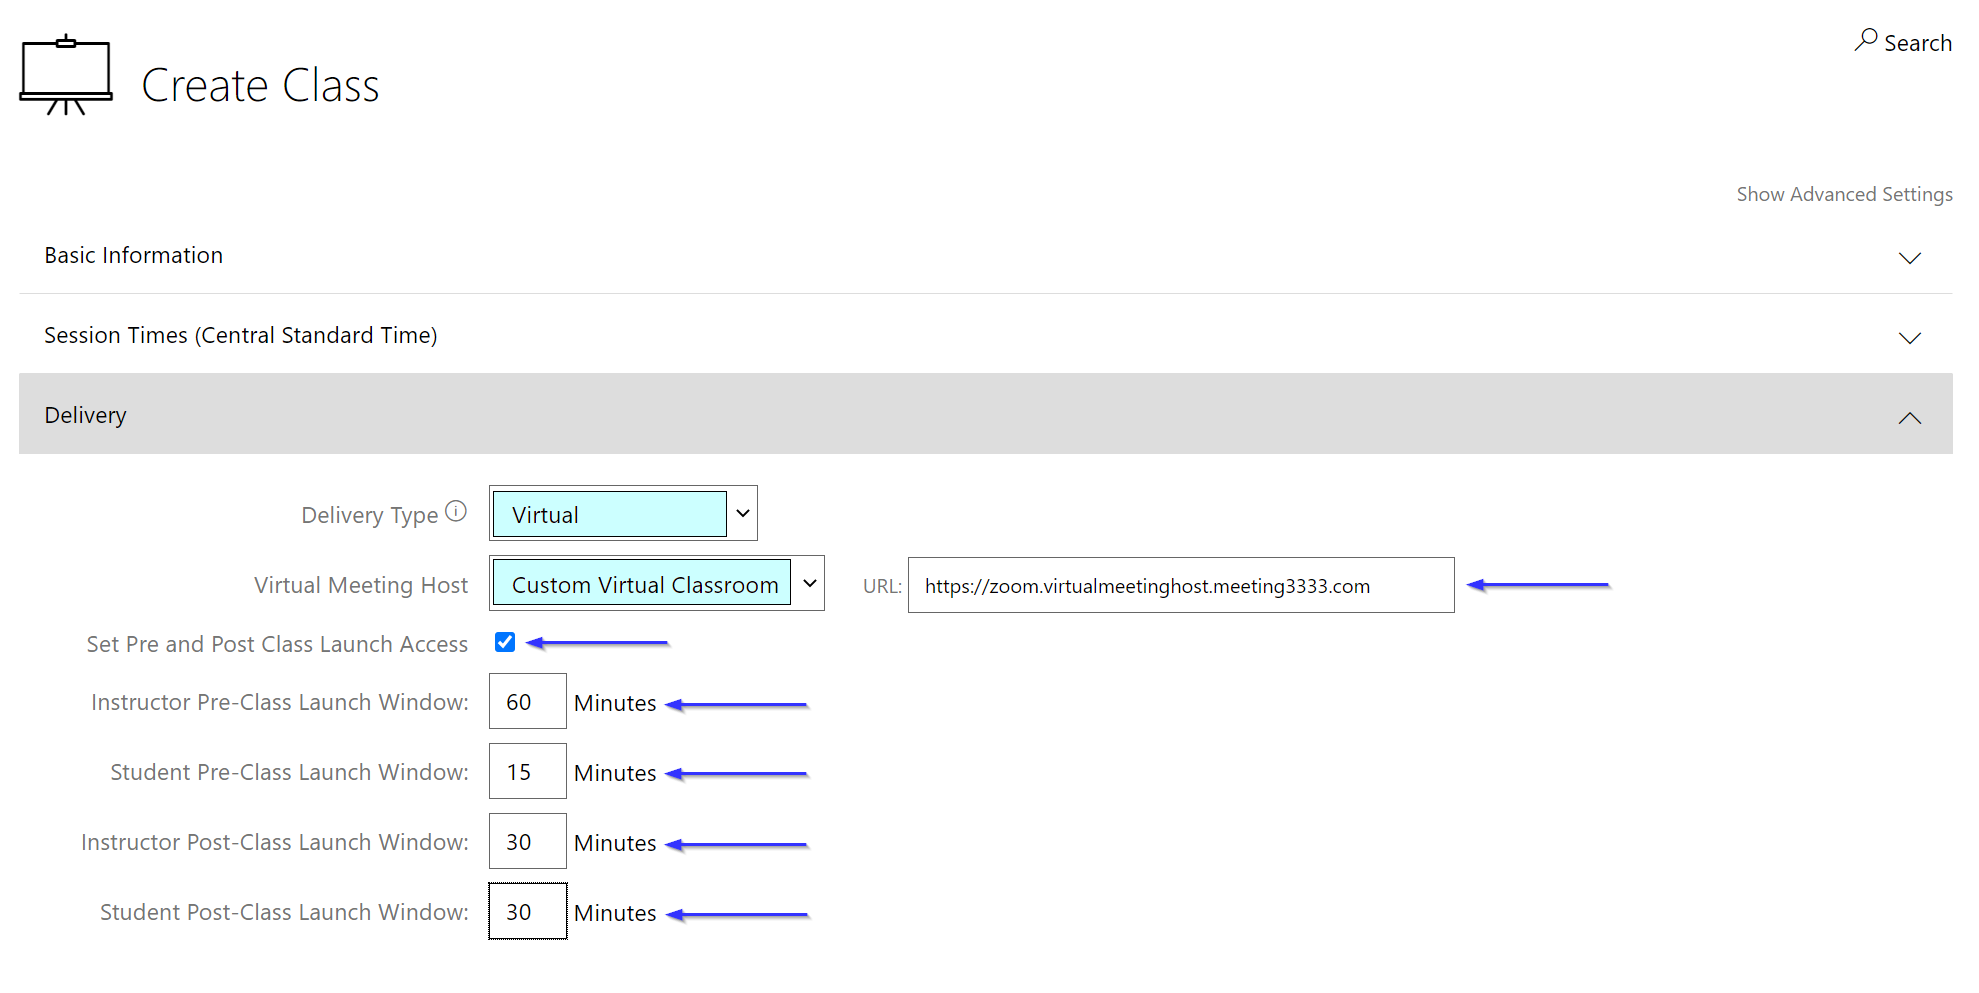 Search
Create Class
Show Advanced Settings
Basic Information
Session Times (Central Standard Time)
Delivery
Delivery Type i Virtual
Virtual Meeting Host Custom Virtual Classroom URL: https://zoom.virtualmeetinghost.meeting3333.com
Set Pre and Post Class Launch Access
Instructor Pre-Class Launch Window: 60 Minutes
Student Pre-Class Launch Window: 15 Minutes
Instructor Post-Class Launch Window: 30 Minutes
Student Post-Class Launch Window: 30 Minutes